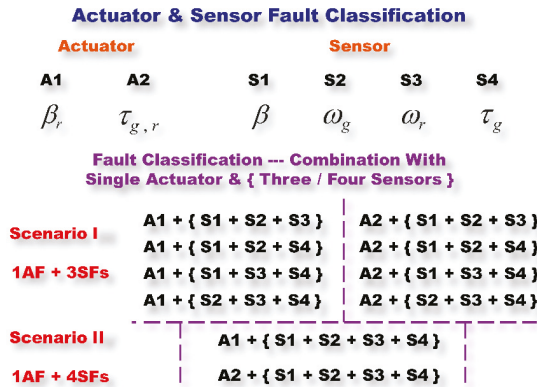 Actuator & Sensor Fault Classification
Actuator Sensor
A1 A2 S1 S2 S3 S4
βr τg,r β ωg ωr τg
Fault Classification --- Combination With
Single Actuator & { Three / Four Sensors }
Scenario I
1AF + 3SFs
A1 + { S1 + S2 + S3 }
A1 + { S1 + S2 + S4 }
A1 + { S1 + S3 + S4 }
A1 + { S2 + S3 + S4 }
A2 + { S1 + S2 + S3 }
A2 + { S1 + S2 + S4 }
A2 + { S1 + S3 + S4 }
A2 + { S2 + S3 + S4 }
Scenario II
1AF + 4SFs
A1 + { S1 + S2 + S3 + S4 }
A2 + { S1 + S2 + S3 + S4 }